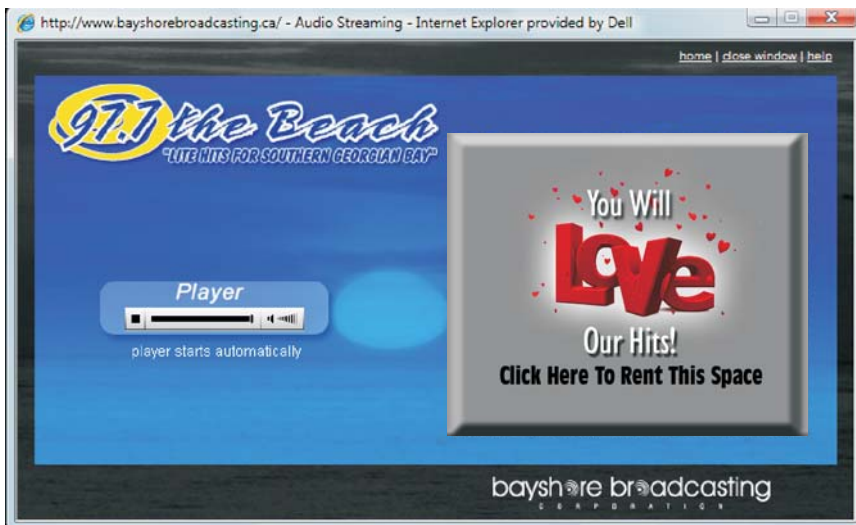 http://www.bayshorebroadcasting.ca/ - Audio Streaming - Internet Explorer provided by Dell
home | close window | help
97.7 the Beach
"LITE HITS FOR SOUTHERN GEORGIAN BAY"
You Will
Love
Our Hits!
Click Here To Rent This Space
Player
player starts automatically
bayshore broadcasting
CORPORATION